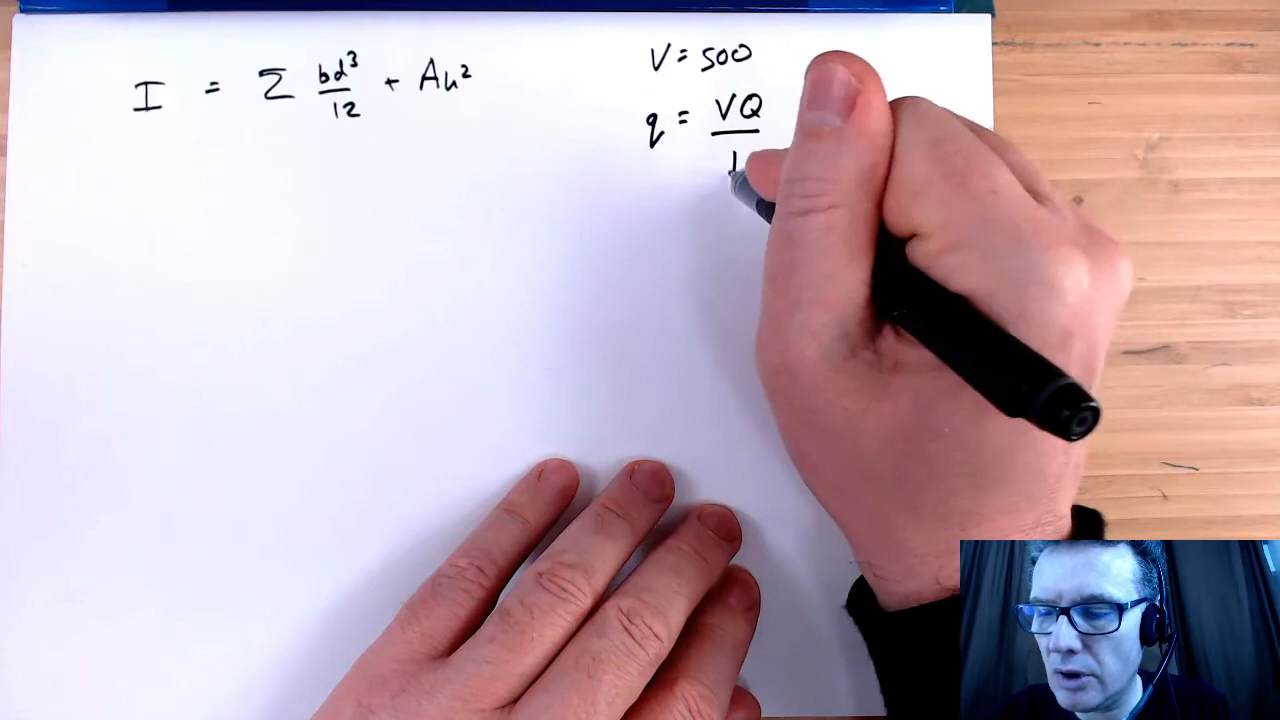 I = Σ bd³/12 + Ah²
V = 500
q = VQ/I